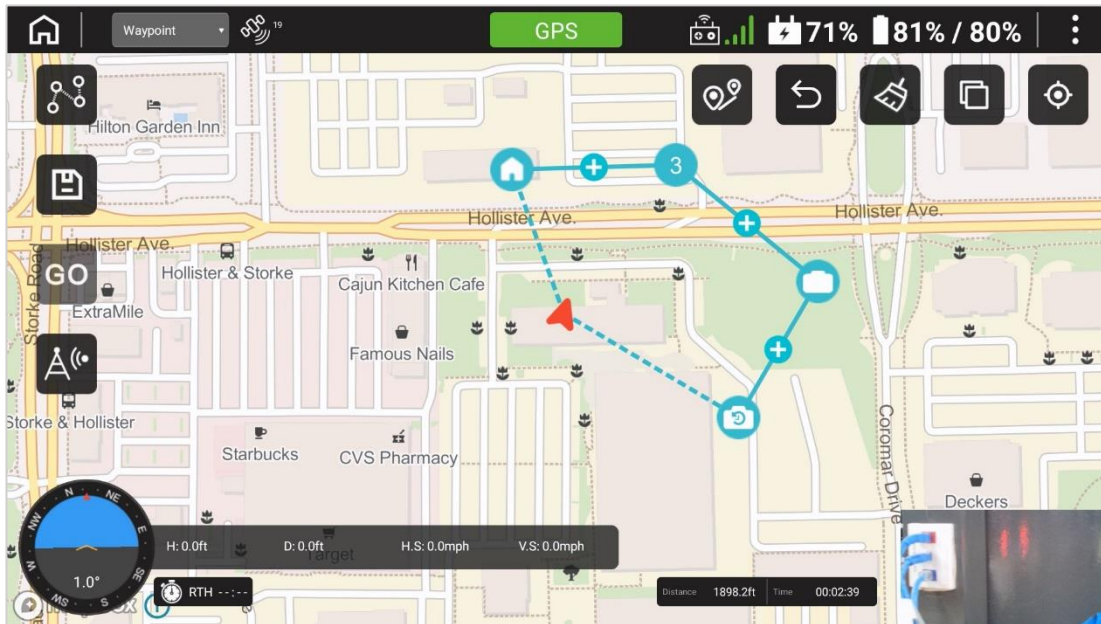 Waypoint
19
GPS
71%
81% / 80%
Hilton Garden Inn
3
Hollister Ave.
Hollister Ave.
Hollister Ave.
Storke Road
GO
Hollister & Storke
Cajun Kitchen Cafe
ExtraMile
Famous Nails
Storke & Hollister
Starbucks
CVS Pharmacy
Coromar Drive
Deckers
N
NE
E
SE
S
SW
W
NW
1.0°
H: 0.0ft
D: 0.0ft
H.S: 0.0mph
V.S: 0.0mph
Target
RTH --:--
Distance 1898.2ft Time 00:02:39